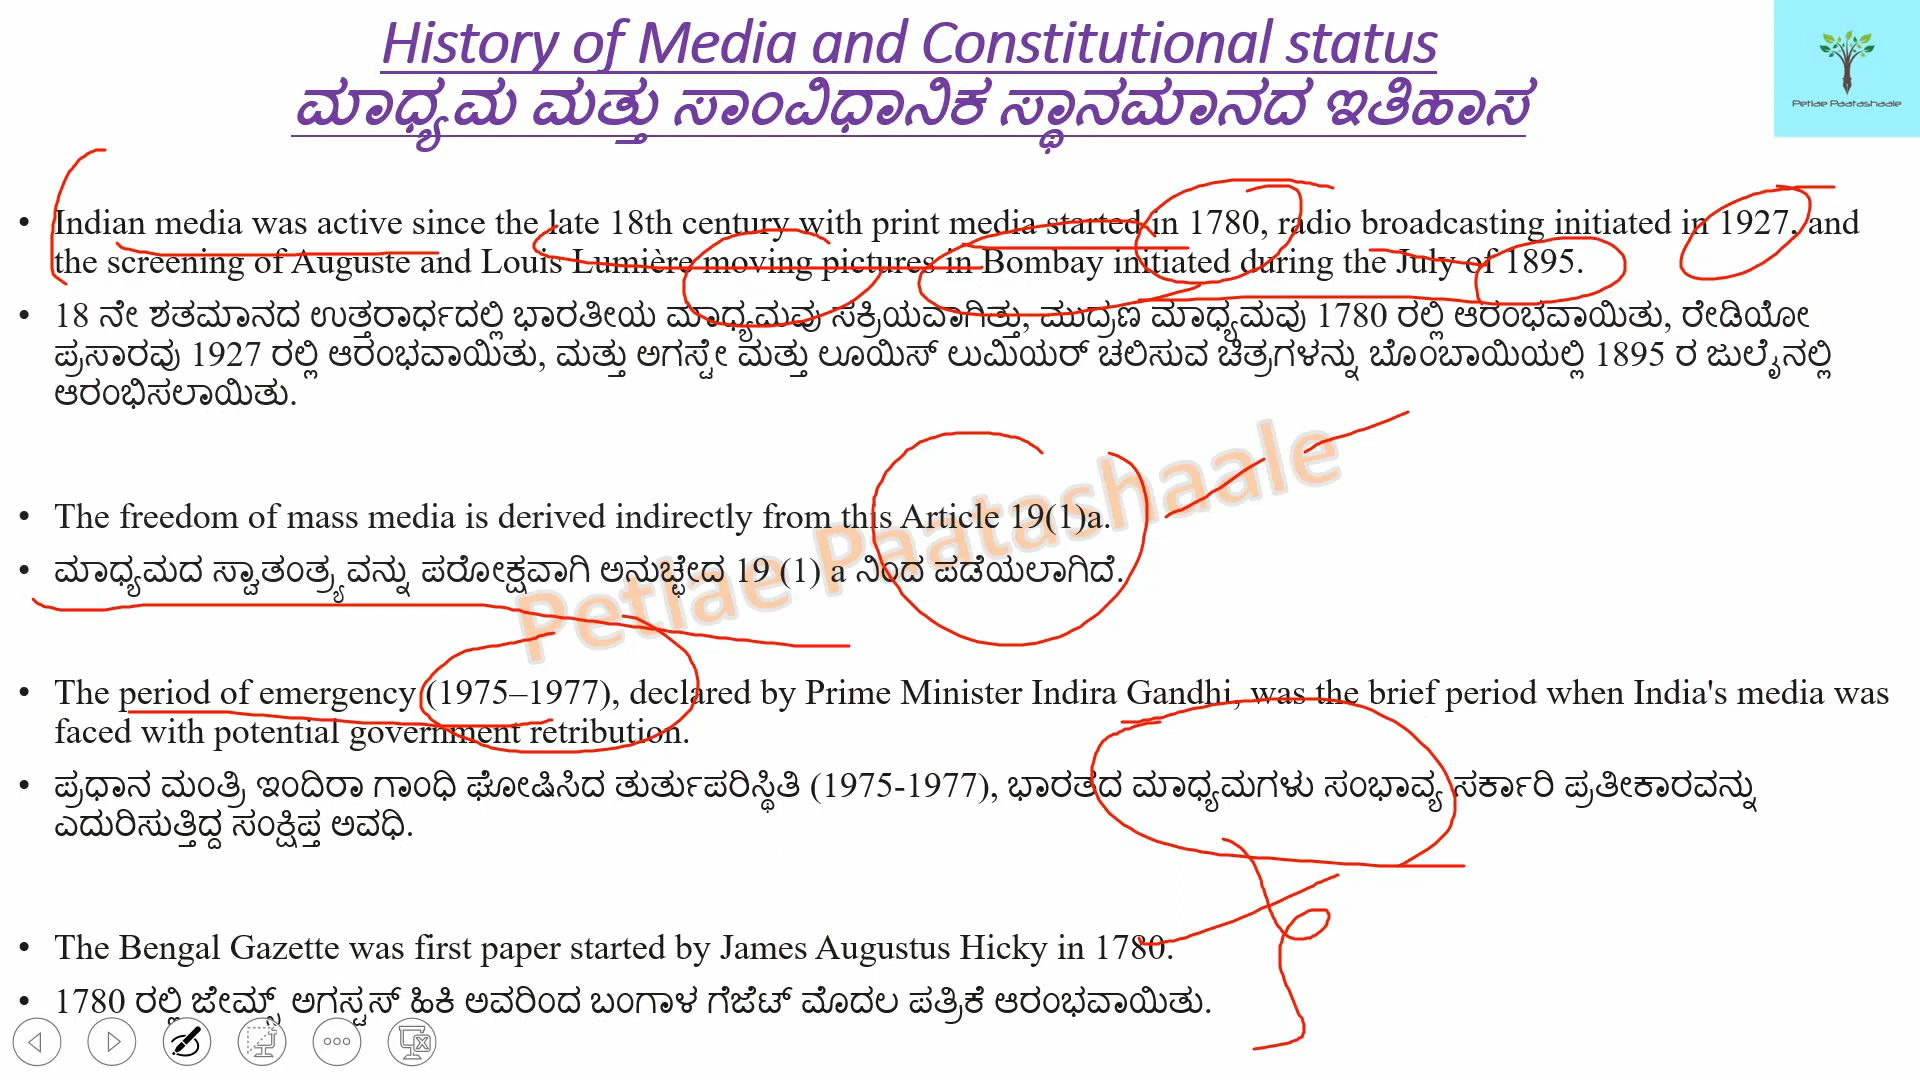 History of Media and Constitutional status
ಮಾಧ್ಯಮ ಮತ್ತು ಸಾಂವಿಧಾನಿಕ ಸ್ಥಾನಮಾನದ ಇತಿಹಾಸ
Petlae Paatashaale
• Indian media was active since the late 18th century with print media started in 1780, radio broadcasting initiated in 1927, and
the screening of Auguste and Louis Lumière moving pictures in Bombay initiated during the July of 1895.
• 18 ನೇ ಶತಮಾನದ ಉತ್ತರಾರ್ಧದಲ್ಲಿ ಭಾರತೀಯ ಮಾಧ್ಯಮವು ಸಕ್ರಿಯವಾಗಿತ್ತು, ಮುದ್ರಣ ಮಾಧ್ಯಮವು 1780 ರಲ್ಲಿ ಆರಂಭವಾಯಿತು, ರೇಡಿಯೋ
ಪ್ರಸಾರವು 1927 ರಲ್ಲಿ ಆರಂಭವಾಯಿತು, ಮತ್ತು ಅಗಸ್ಟೇ ಮತ್ತು ಲೂಯಿಸ್ ಲುಮಿಯರ್ ಚಲಿಸುವ ಚಿತ್ರಗಳನ್ನು ಬೊಂಬಾಯಿಯಲ್ಲಿ 1895 ರ ಜುಲೈನಲ್ಲಿ
ಆರಂಭಿಸಲಾಯಿತು.
• The freedom of mass media is derived indirectly from this Article 19(1)a.
• ಮಾಧ್ಯಮದ ಸ್ವಾತಂತ್ರ್ಯವನ್ನು ಪರೋಕ್ಷವಾಗಿ ಅನುಚ್ಛೇದ 19 (1) a ನಿಂದ ಪಡೆಯಲಾಗಿದೆ.
Petlae Paatashaale
• The period of emergency (1975–1977), declared by Prime Minister Indira Gandhi, was the brief period when India's media was
faced with potential government retribution.
• ಪ್ರಧಾನ ಮಂತ್ರಿ ಇಂದಿರಾ ಗಾಂಧಿ ಘೋಷಿಸಿದ ತುರ್ತುಪರಿಸ್ಥಿತಿ (1975-1977), ಭಾರತದ ಮಾಧ್ಯಮಗಳು ಸಂಭಾವ್ಯ ಸರ್ಕಾರಿ ಪ್ರತೀಕಾರವನ್ನು
ಎದುರಿಸುತ್ತಿದ್ದ ಸಂಕ್ಷಿಪ್ತ ಅವಧಿ.
• The Bengal Gazette was first paper started by James Augustus Hicky in 1780.
• 1780 ರಲ್ಲಿ ಜೇಮ್ಸ್ ಅಗಸ್ಟಸ್ ಹಿಕಿ ಅವರಿಂದ ಬಂಗಾಳ ಗೆಜೆಟ್ ಮೊದಲ ಪತ್ರಿಕೆ ಆರಂಭವಾಯಿತು.